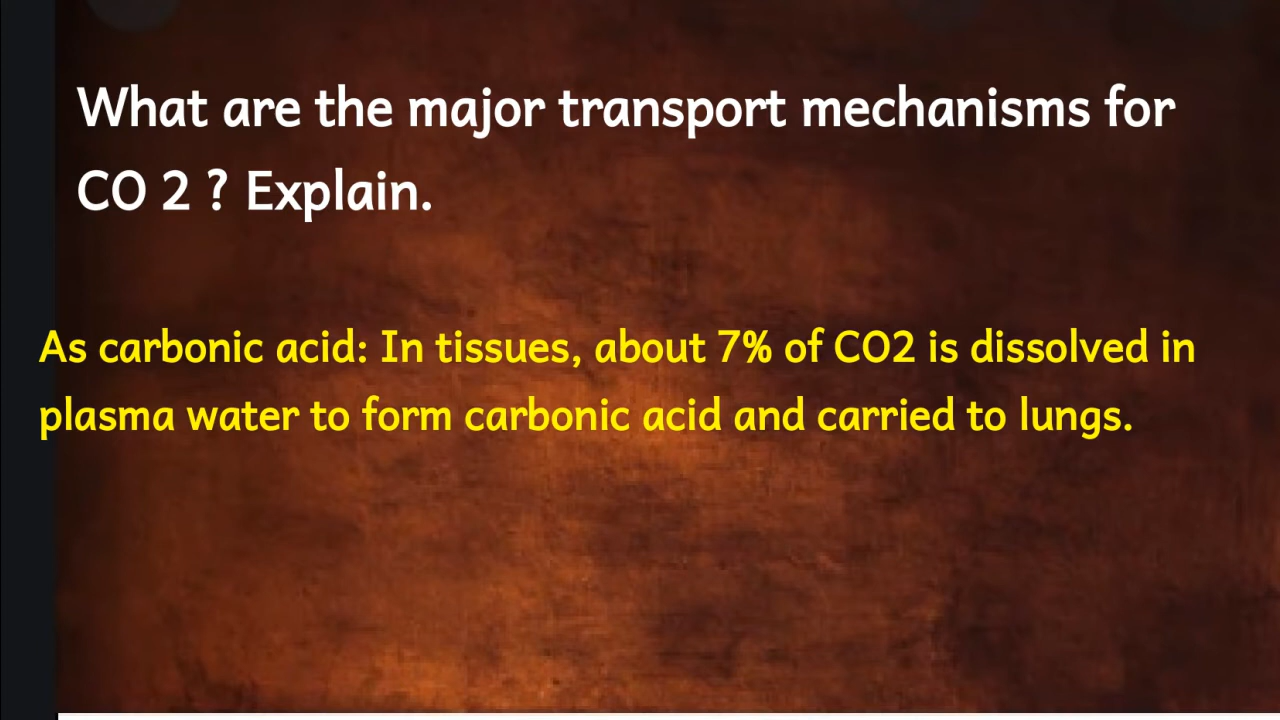 What are the major transport mechanisms for
CO 2 ? Explain.
As carbonic acid: In tissues, about 7% of CO2 is dissolved in
plasma water to form carbonic acid and carried to lungs.